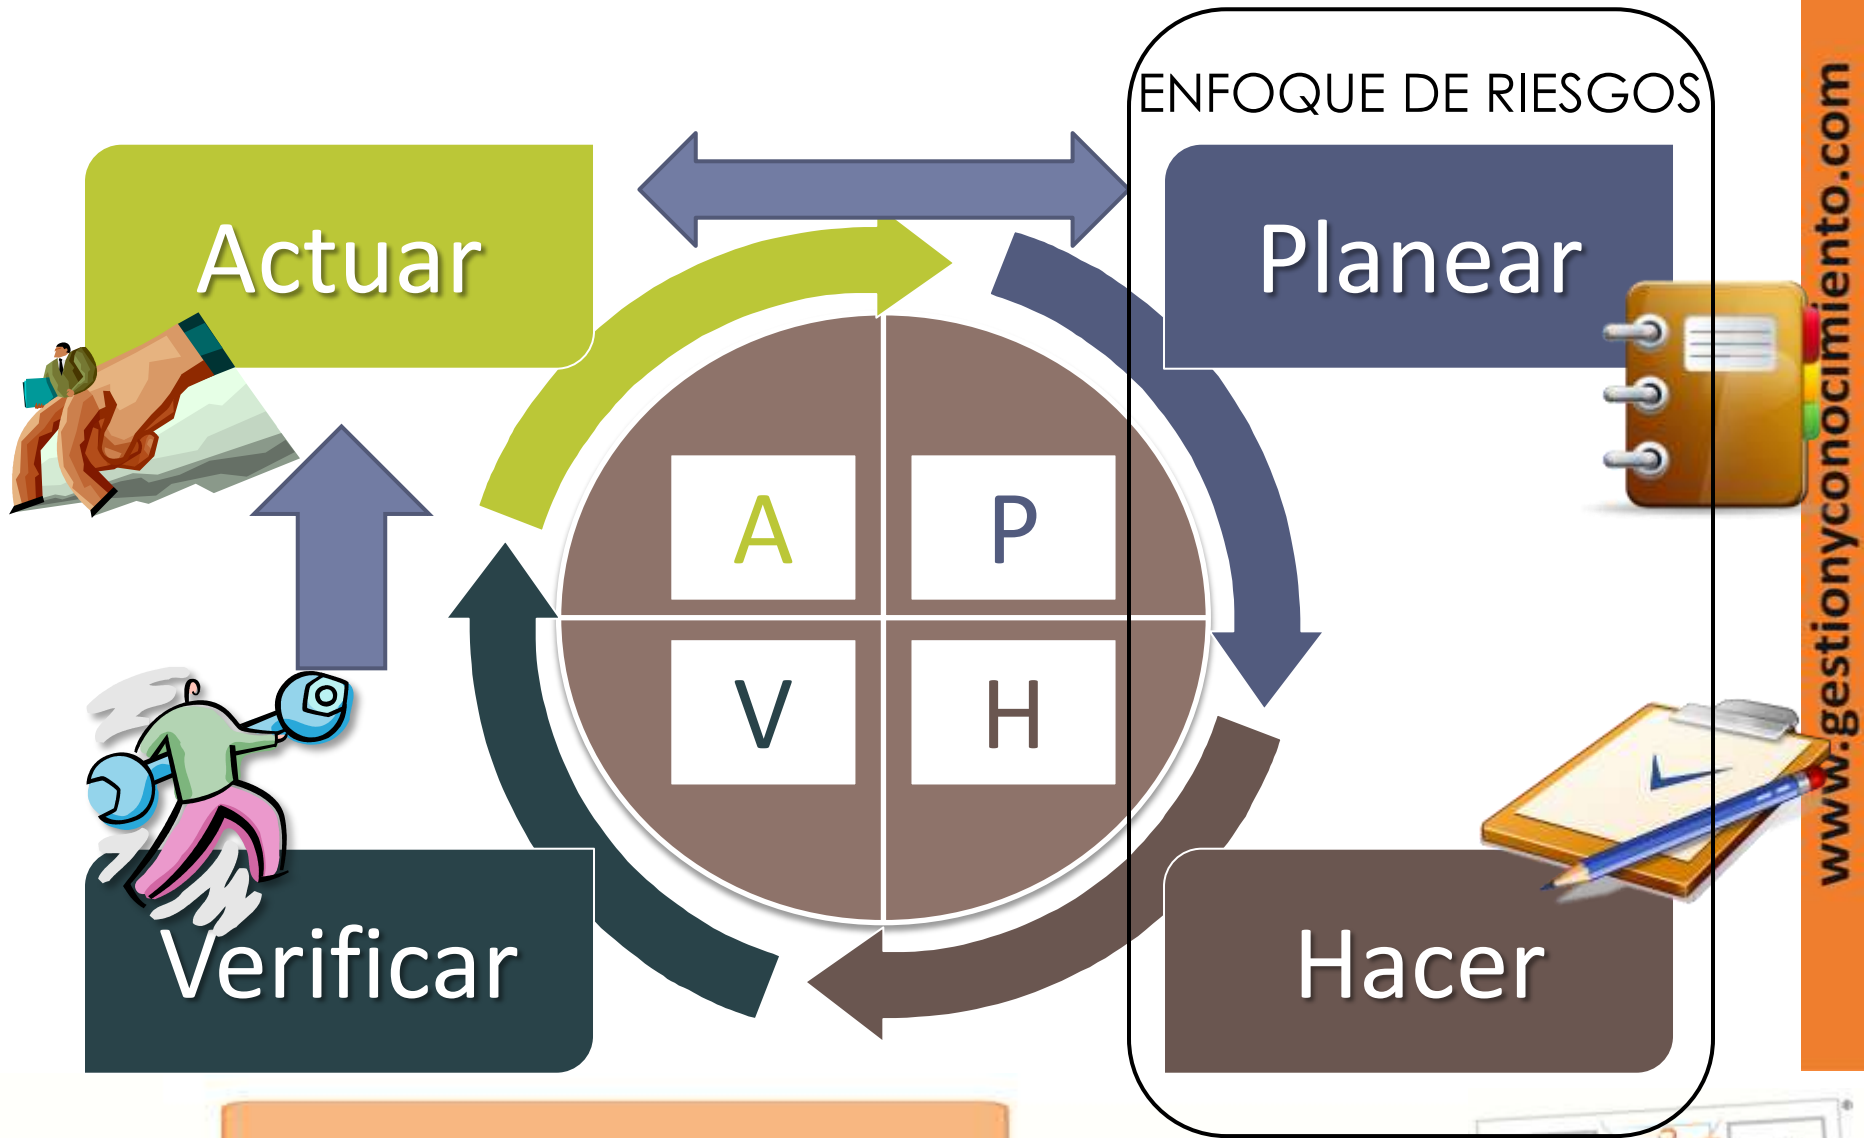 ENFOQUE DE RIESGOS
Actuar
Planear
A
P
V
H
Verificar
Hacer
www.gestionyconocimiento.com